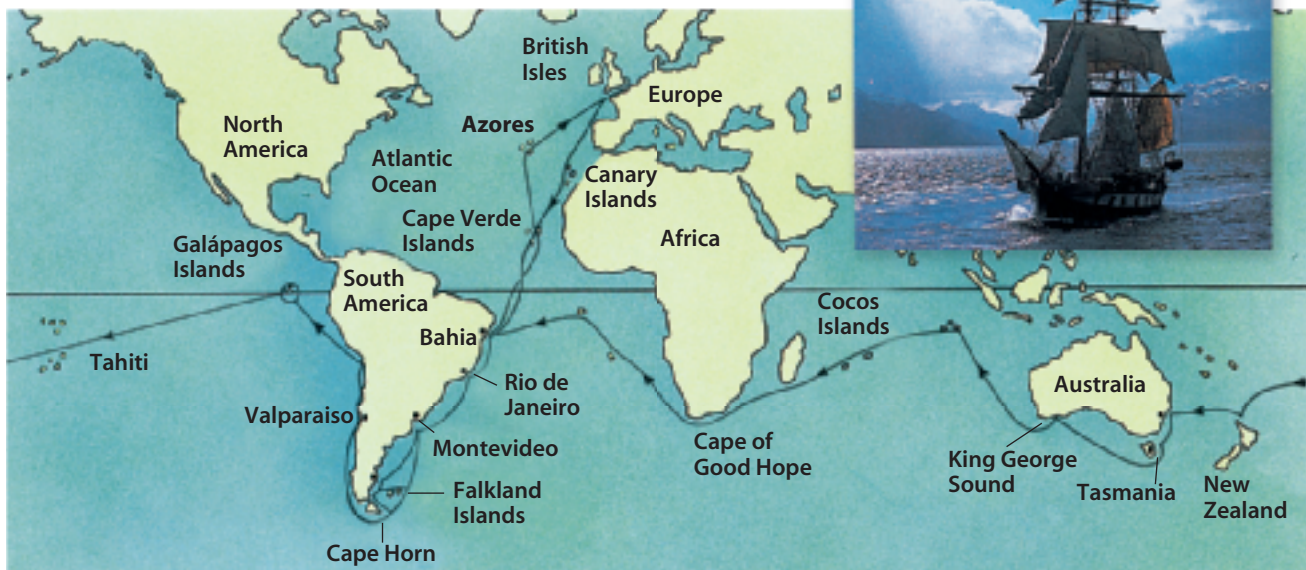 British
Isles
Europe
North
America
Azores
Atlantic
Ocean
Canary
Islands
Cape Verde
Islands
Africa
Galápagos
Islands
South
America
Cocos
Islands
Bahia
Tahiti
Rio de
Janeiro
Australia
Valparaiso
Montevideo
Cape of
Good Hope
King George
Sound
Tasmania
New
Zealand
Falkland
Islands
Cape Horn